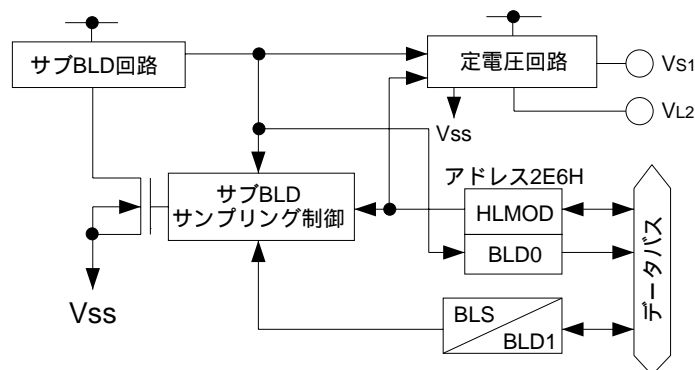 サブBLD回路
定電圧回路
VS1
VL2
Vss
サブBLD
サンプリング制御
アドレス2E6H
HLMOD
BLD0
BLS
BLD1
データバス
Vss